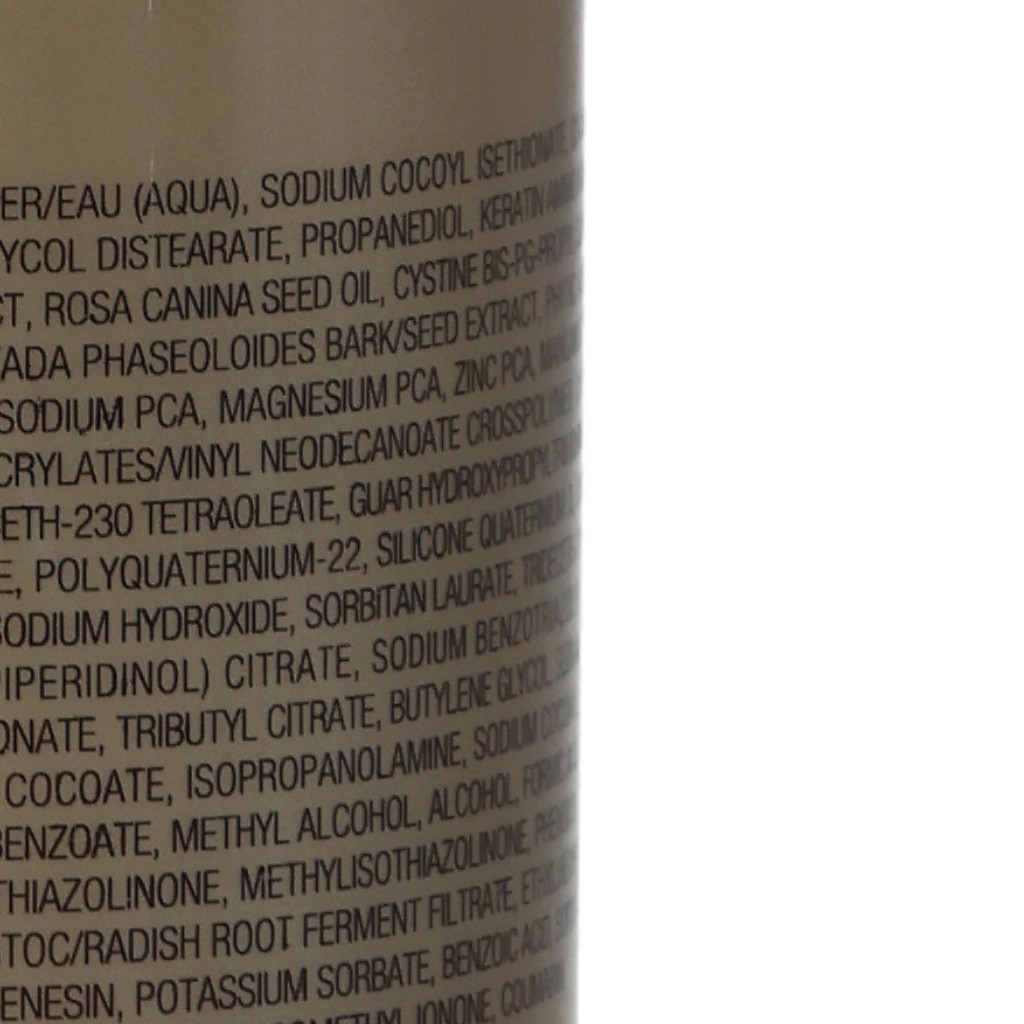 ER/EAU (AQUA), SODIUM COCOYL ISETHIONATE,
YCOL DISTEARATE, PROPANEDIOL, KERATIN
CT, ROSA CANINA SEED OIL, CYSTINE BIS-PG-PROPYL
ADA PHASEOLOIDES BARK/SEED EXTRACT,
SODIUM PCA, MAGNESIUM PCA, ZINC PCA,
CRYLATES/VINYL NEODECANOATE CROSSPOLYMER
ETH-230 TETRAOLEATE, GUAR HYDROXYPROPYL
E, POLYQUATERNIUM-22, SILICONE QUATERNIUM
SODIUM HYDROXIDE, SORBITAN LAURATE,
IPERIDINOL) CITRATE, SODIUM
ONATE, TRIBUTYL CITRATE, BUTYLENE GLYCOL,
COCOATE, ISOPROPANOLAMINE, SODIUM
BENZOATE, METHYL ALCOHOL, ALCOHOL,
THIAZOLINONE, METHYLISOTHIAZOLINONE,
TOC/RADISH ROOT FERMENT FILTRATE,
ENESIN, POTASSIUM SORBATE, BENZOIC ACID,
IONONE, COUMARIN